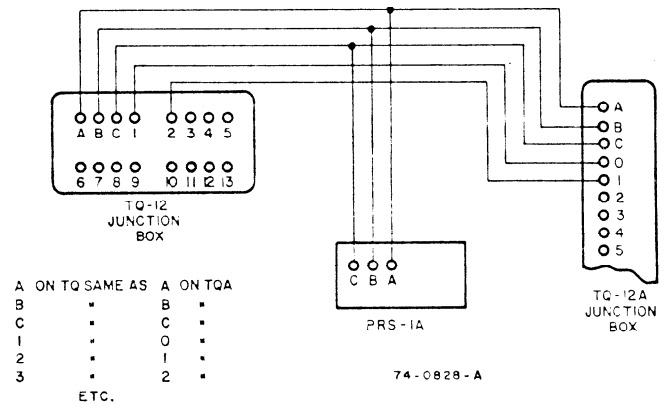 A B C 1 2 3 4 5
6 7 8 9 10 11 12 13
TQ-12
JUNCTION
BOX
A
B
C
0
1
2
3
4
5
TQ-12A
JUNCTION
BOX
C B A
PRS-1A
A ON TQ SAME AS A ON TQA
B " B "
C " C "
1 " 0 "
2 " 1 "
3 " 2 "
ETC.
74-0828-A